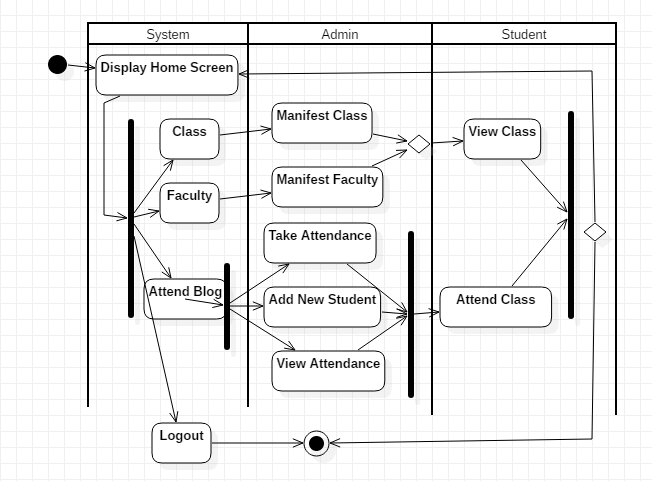 System
Admin
Student
Display Home Screen
Class
Manifest Class
View Class
Faculty
Manifest Faculty
Take Attendance
Attend Blog
Add New Student
Attend Class
View Attendance
Logout